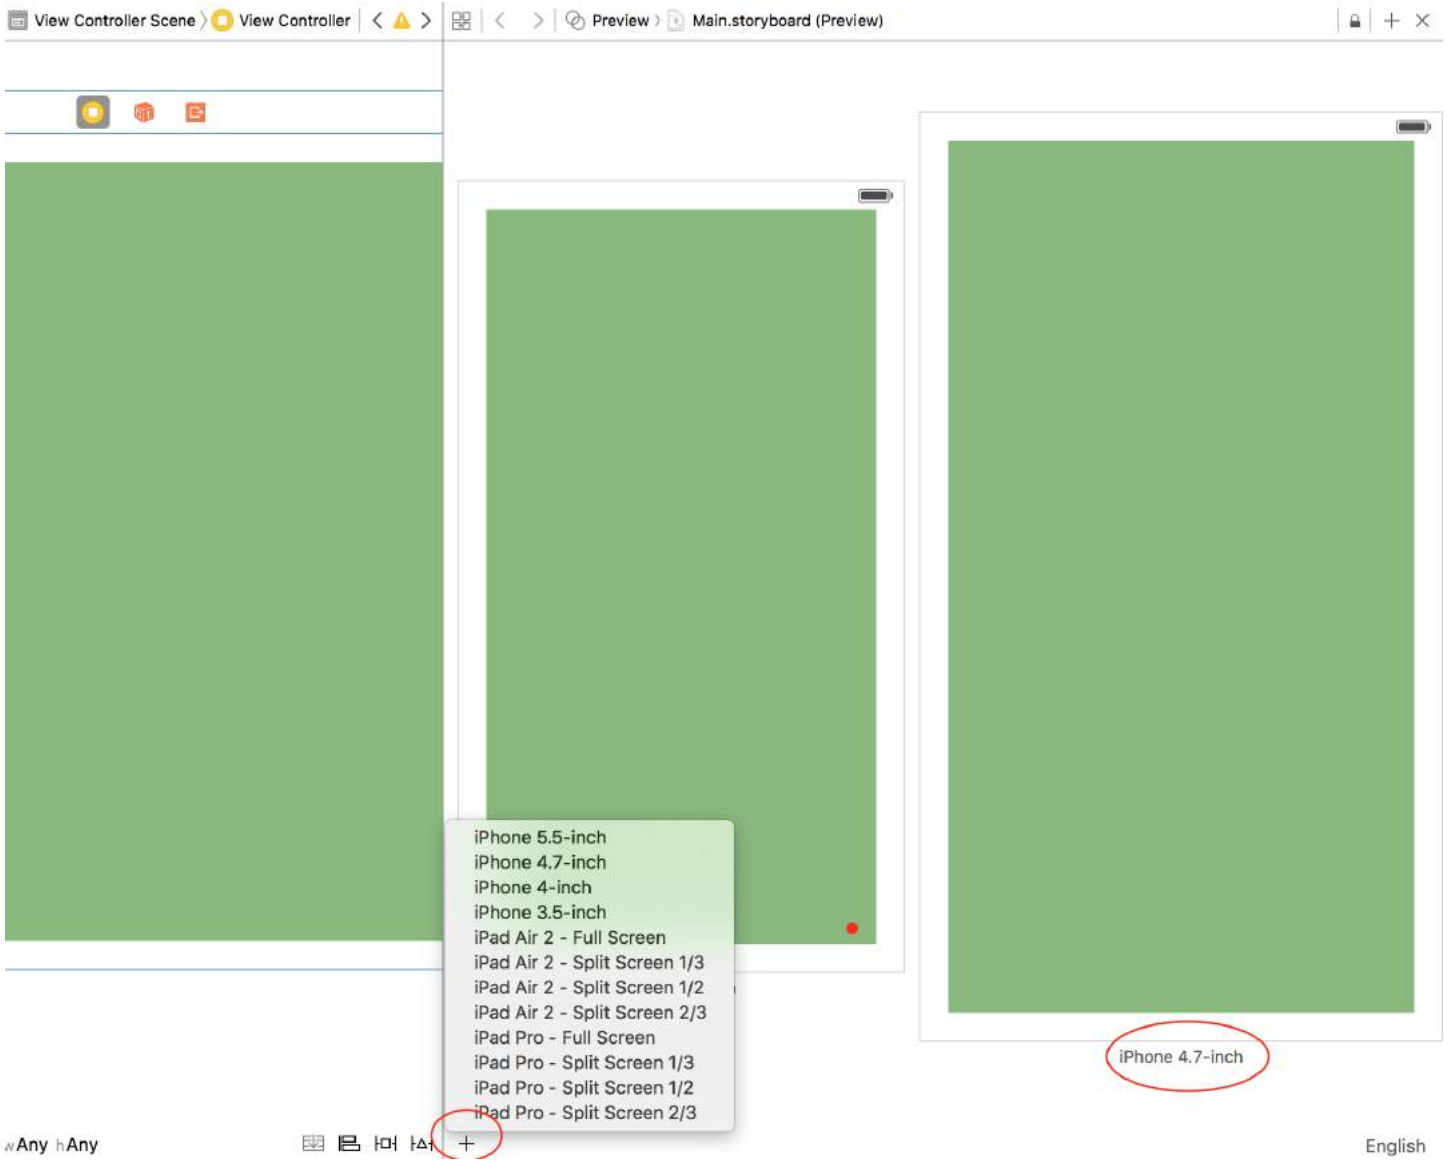 View Controller Scene View Controller
Preview Main.storyboard (Preview)
iPhone 5.5-inch
iPhone 4.7-inch
iPhone 4-inch
iPhone 3.5-inch
iPad Air 2 - Full Screen
iPad Air 2 - Split Screen 1/3
iPad Air 2 - Split Screen 1/2
iPad Air 2 - Split Screen 2/3
iPad Pro - Full Screen
iPad Pro - Split Screen 1/3
iPad Pro - Split Screen 1/2
iPad Pro - Split Screen 2/3
iPhone 4.7-inch
wAny hAny
English